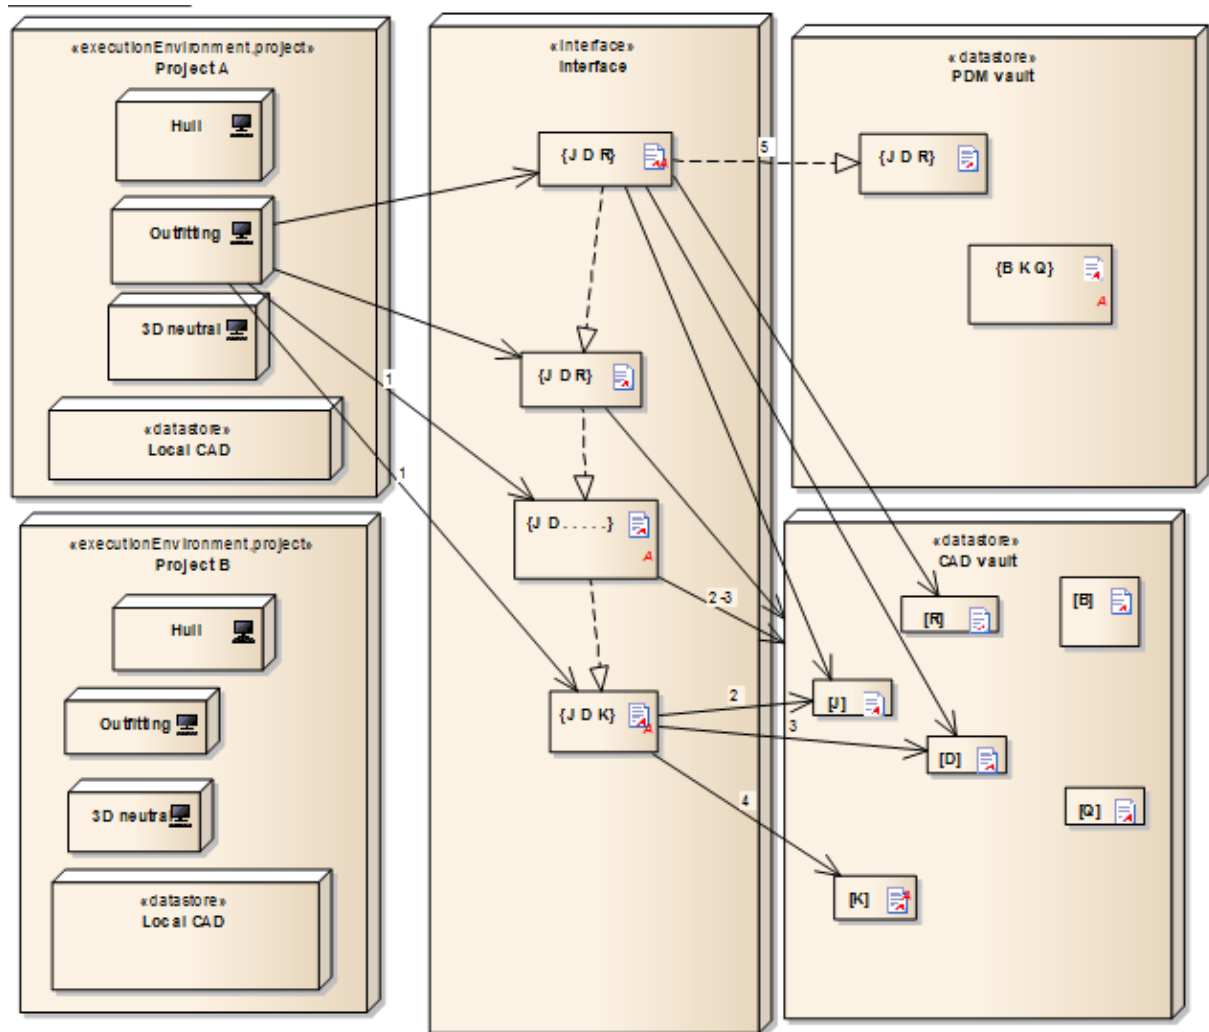 «executionEnvironment,project»
Project A
Hull
Outfitting
3D neutral
«datastore»
Local CAD
«executionEnvironment,project»
Project B
Hull
Outfitting
3D neutral
«datastore»
Local CAD
1
1
«interface»
Interface
{J D R}
A
{J D R}
{J D.....}
A
{J D K}
A
5
2-3
2
3
4
«datastore»
PDM vault
{J D R}
{B K Q}
A
«datastore»
CAD vault
[R]
[B]
[J]
[D]
[Q]
[K]
A